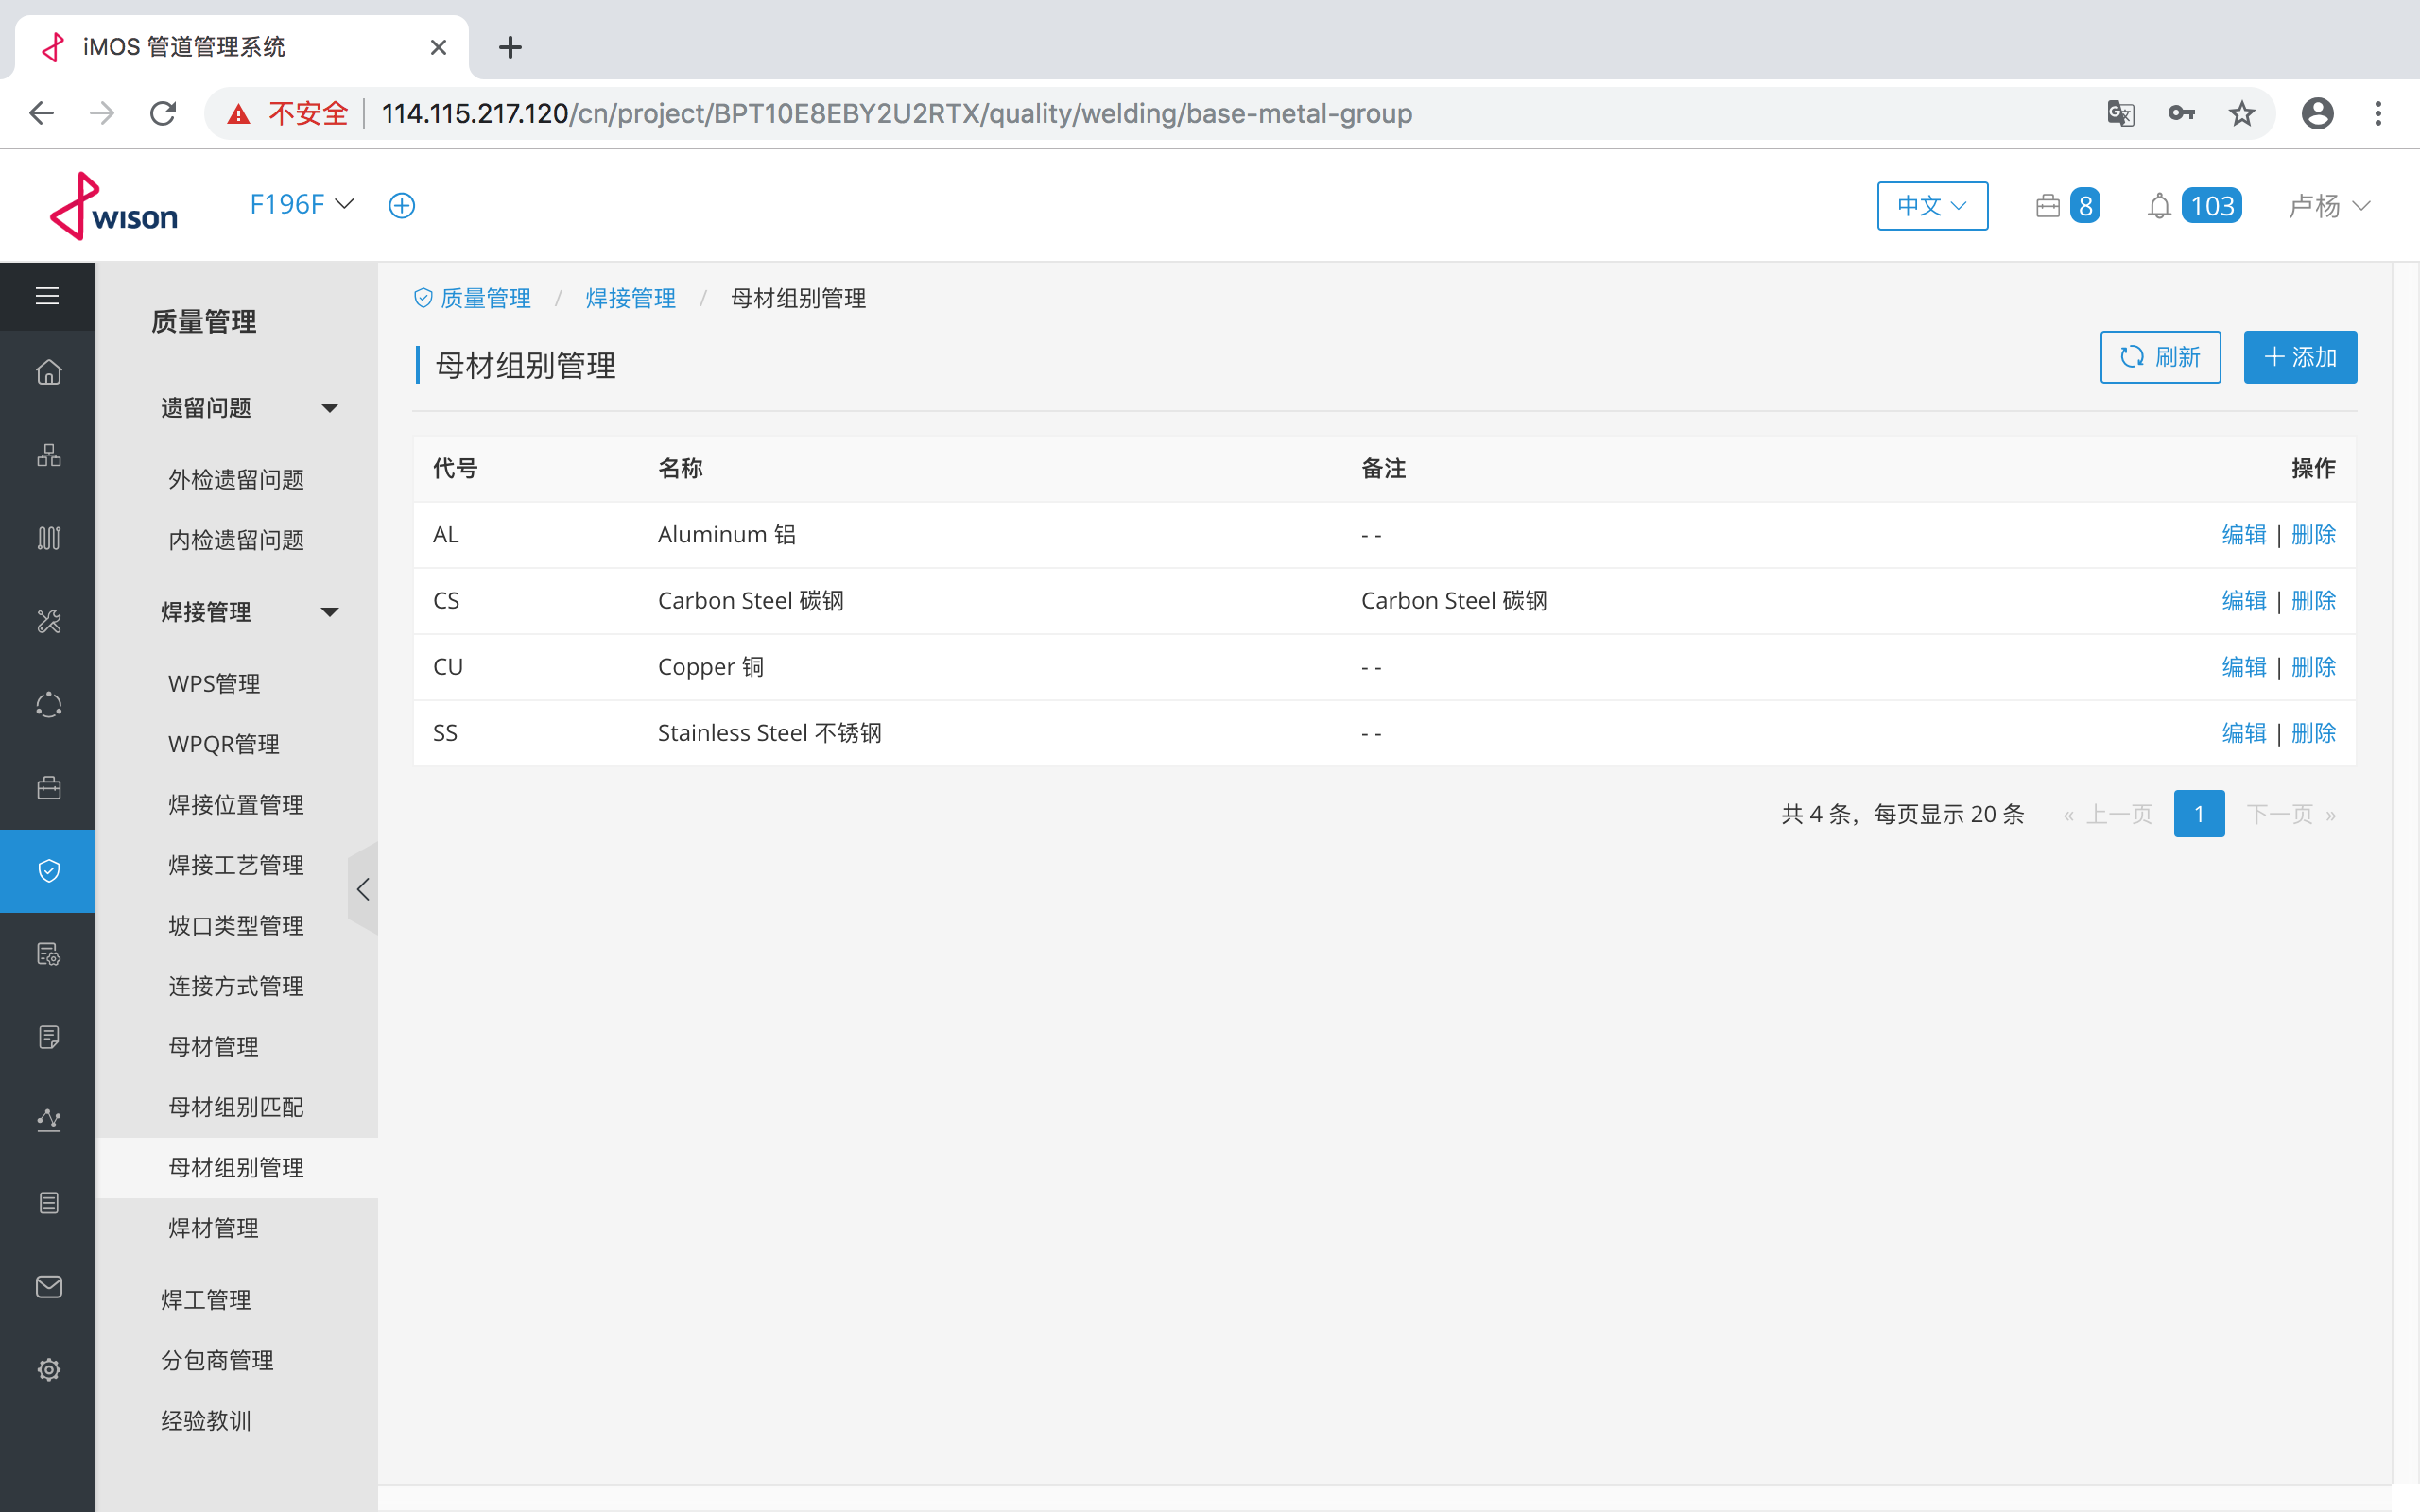 iMOS 管道管理系统
不安全 114.115.217.120/cn/project/BPT10E8EBY2U2RTX/quality/welding/base-metal-group
wison F196F 中文 8 103 卢杨
质量管理
遗留问题
外检遗留问题
内检遗留问题
焊接管理
WPS管理
WPQR管理
焊接位置管理
焊接工艺管理
坡口类型管理
连接方式管理
母材管理
母材组别匹配
母材组别管理
焊材管理
焊工管理
分包商管理
经验教训
质量管理 / 焊接管理 / 母材组别管理
母材组别管理
刷新 添加
代号 名称 备注 操作
AL Aluminum 铝 - - 编辑 | 删除
CS Carbon Steel 碳钢 Carbon Steel 碳钢 编辑 | 删除
CU Copper 铜 - - 编辑 | 删除
SS Stainless Steel 不锈钢 - - 编辑 | 删除
共 4 条，每页显示 20 条 « 上一页 1 下一页 »